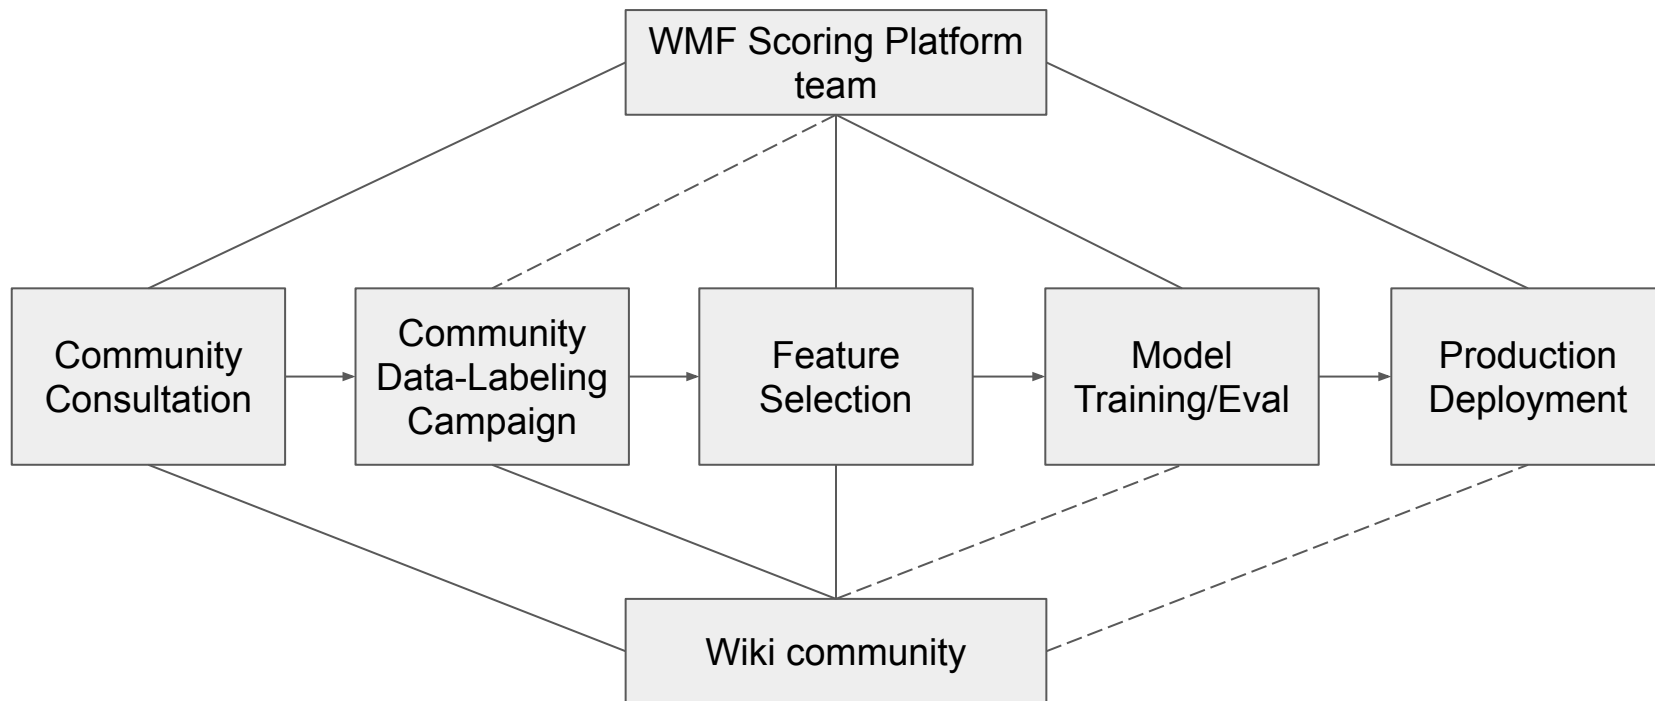 WMF Scoring Platform
team
Community
Consultation
Community
Data-Labeling
Campaign
Feature
Selection
Model
Training/Eval
Production
Deployment
Wiki community